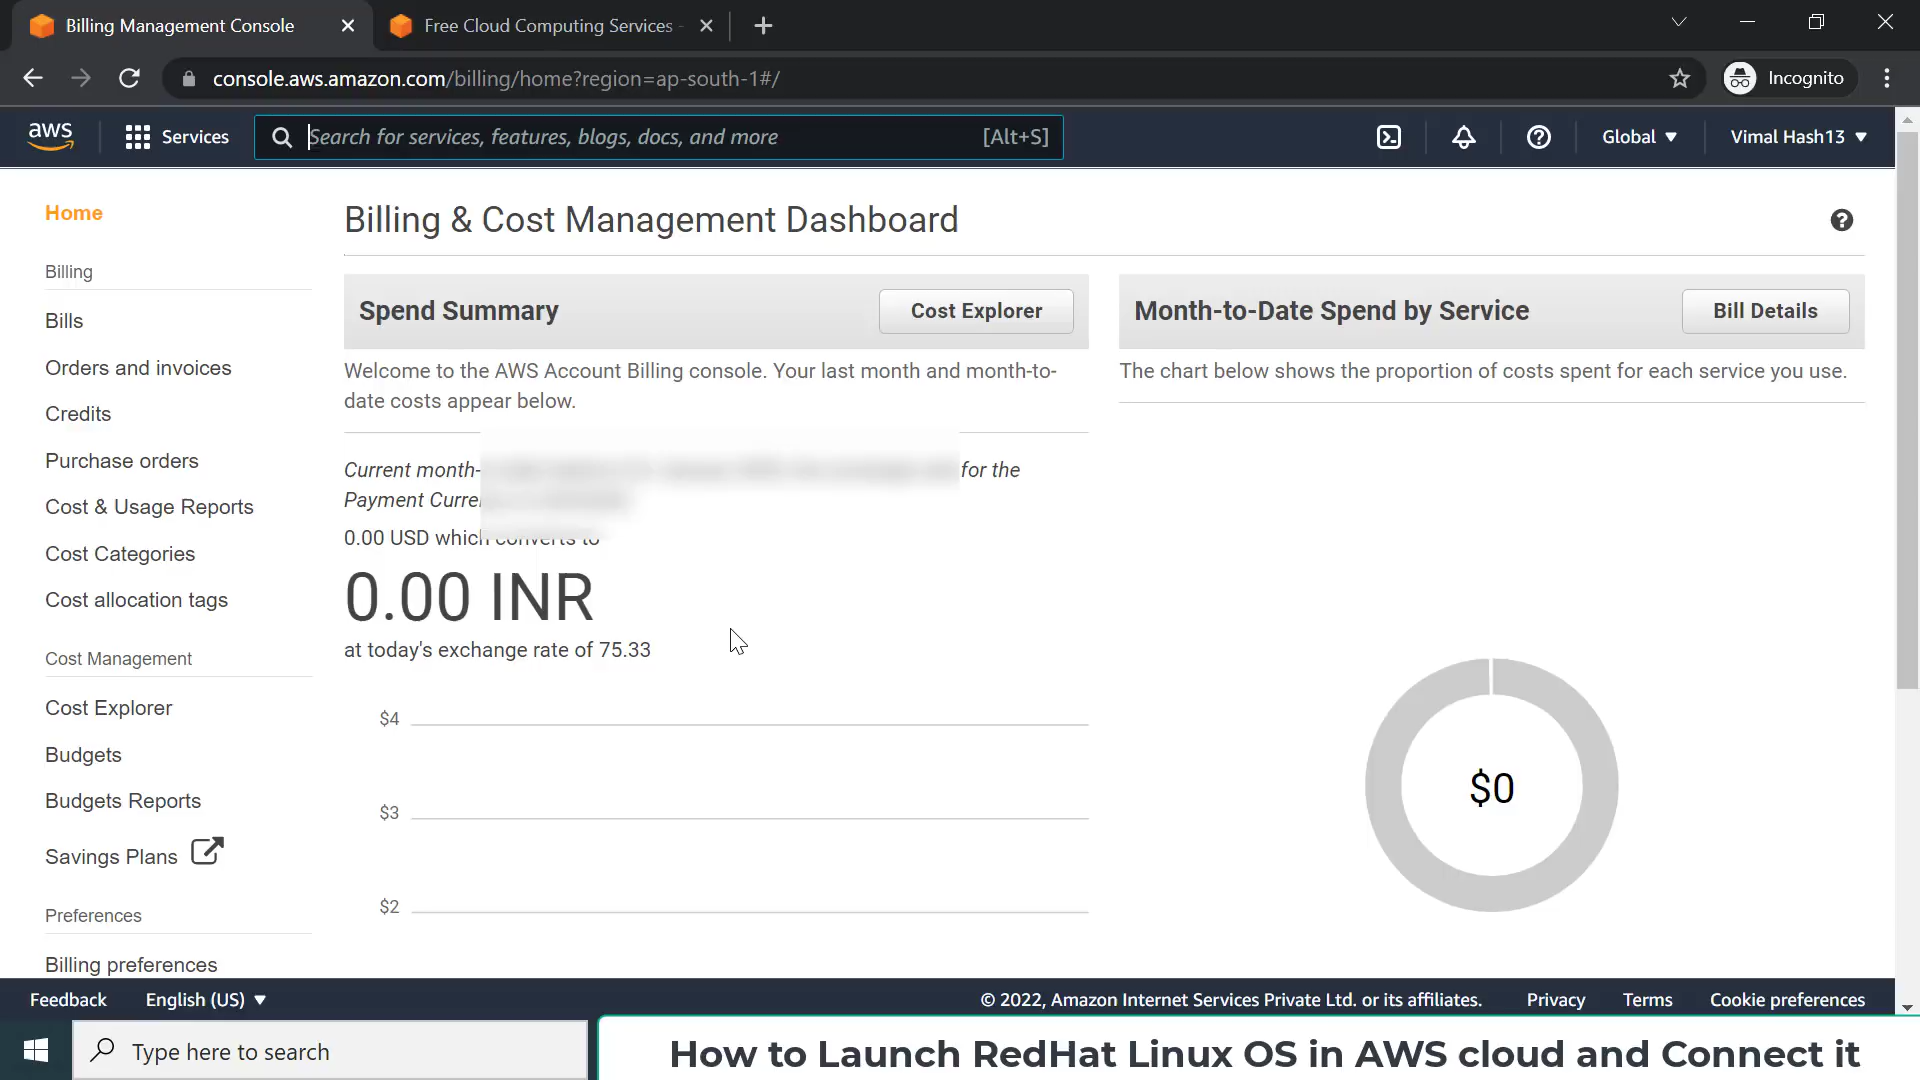 Billing Management Console
Free Cloud Computing Services -
console.aws.amazon.com/billing/home?region=ap-south-1#/
Incognito
aws
Services
Search for services, features, blogs, docs, and more
[Alt+S]
Global
Vimal Hash13
Home
Billing
Bills
Orders and invoices
Credits
Purchase orders
Cost & Usage Reports
Cost Categories
Cost allocation tags
Cost Management
Cost Explorer
Budgets
Budgets Reports
Savings Plans
Preferences
Billing preferences
Billing & Cost Management Dashboard
Spend Summary
Cost Explorer
Welcome to the AWS Account Billing console. Your last month and month-to-
date costs appear below.
Current month- for the
Payment
0.00 USD which converts to
0.00 INR
at today's exchange rate of 75.33
$4
$3
$2
Month-to-Date Spend by Service
Bill Details
The chart below shows the proportion of costs spent for each service you use.
$0
Feedback
English (US)
© 2022, Amazon Internet Services Private Ltd. or its affiliates.
Privacy
Terms
Cookie preferences
Type here to search
How to Launch RedHat Linux OS in AWS cloud and Connect it